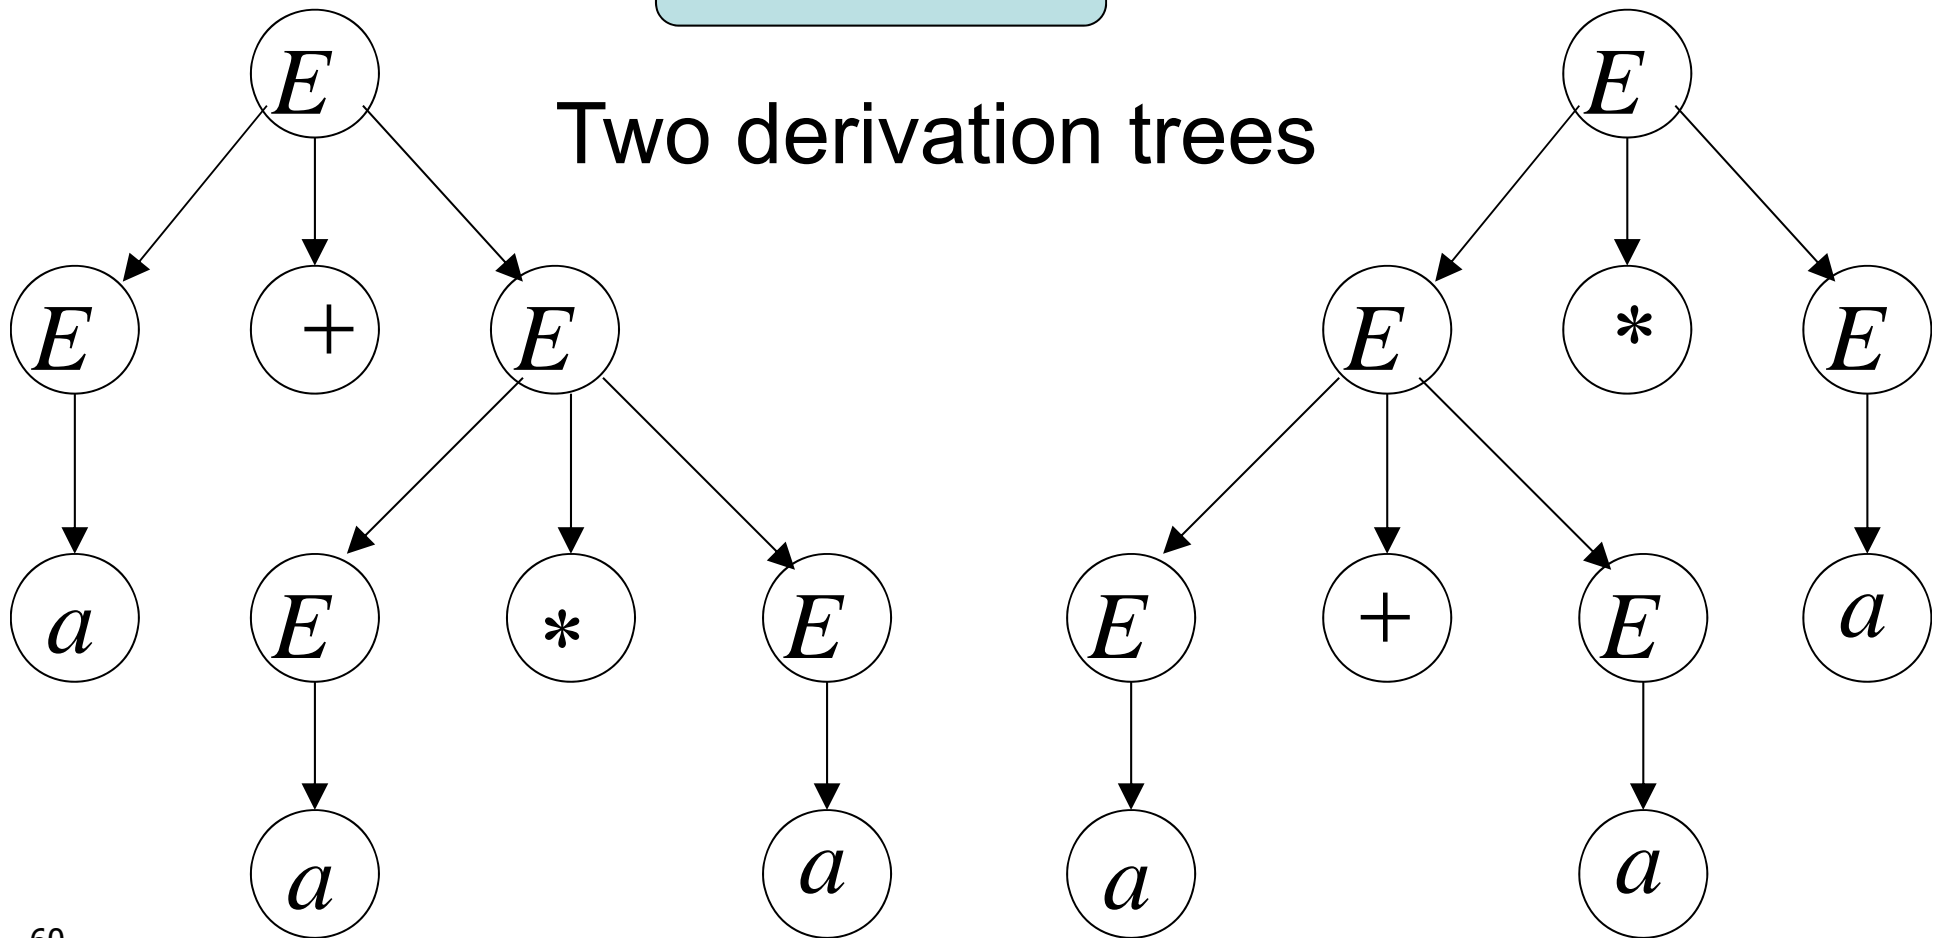 E E
Two derivation trees
E + E E * E
a E * E E + E a
a a a a